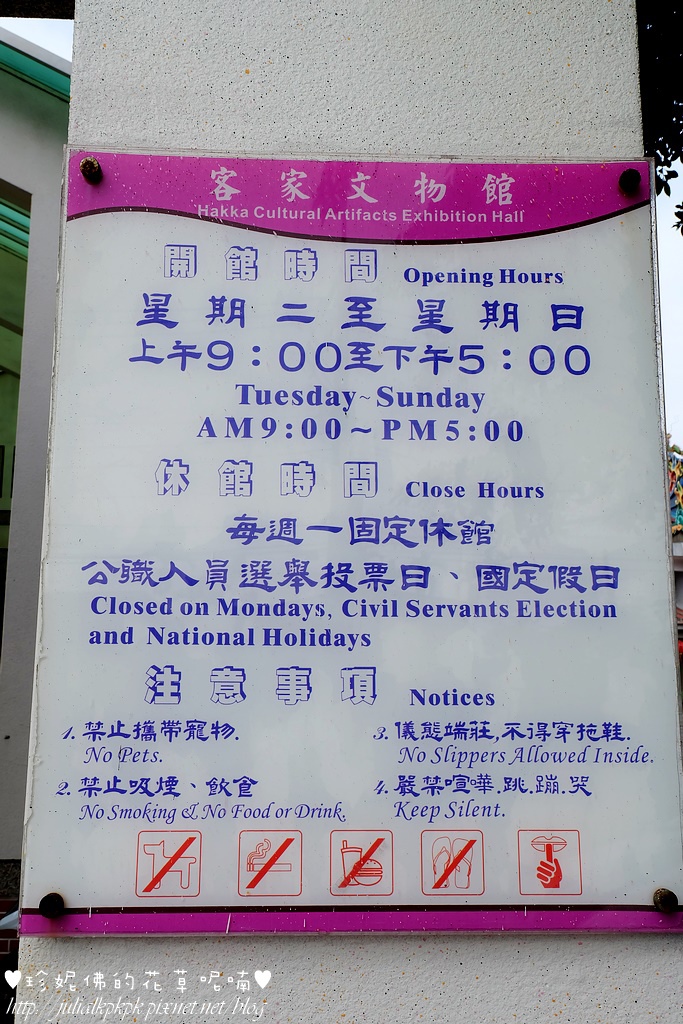 客家文物館
Hakka Cultural Artifacts Exhibition Hall
開館時間 Opening Hours
星期二至星期日
上午9：00至下午5：00
Tuesday~Sunday
AM9:00~PM5:00
休館時間 Close Hours
每週一固定休館
公職人員選舉投票日、國定假日
Closed on Mondays, Civil Servants Election
and National Holidays
注意事項 Notices
1. 禁止攜帶寵物.
No Pets.
2. 禁止吸煙、飲食
No Smoking & No Food or Drink.
3. 儀態端莊,不得穿拖鞋.
No Slippers Allowed Inside.
4. 嚴禁喧嘩.跳.蹦.哭
Keep Silent.
♥珍妮佛的花草呢喃♥
http://julialkpkpk.pixnet.net/blog